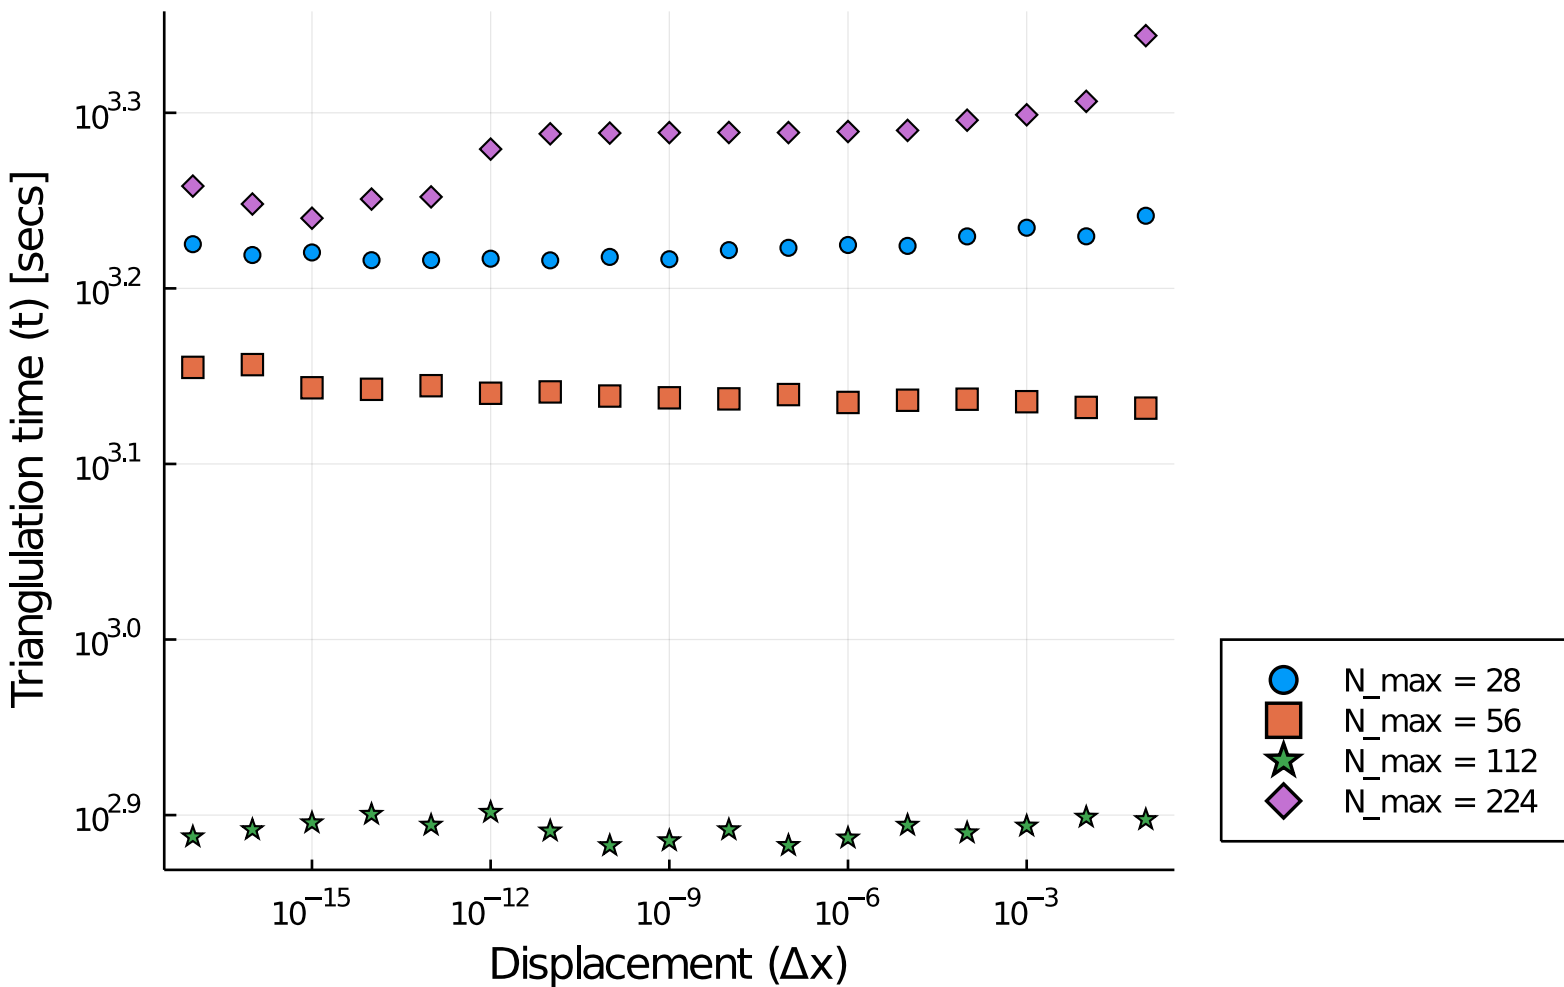 Trianglulation time (t) [secs]
10^3.3
10^3.2
10^3.1
10^3.0
10^2.9
10^−15
10^−12
10^−9
10^−6
10^−3
Displacement (Δx)
N_max = 28
N_max = 56
N_max = 112
N_max = 224